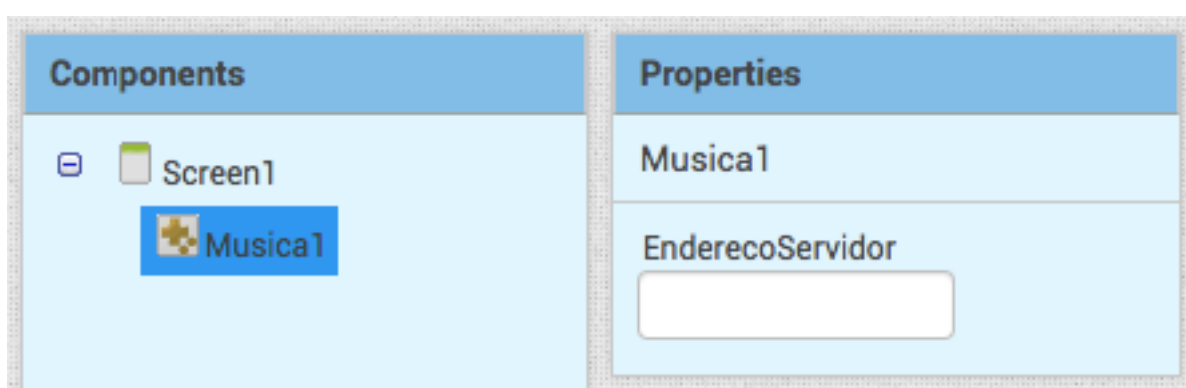 Components
Screen1
Musica1
Properties
Musica1
EnderecoServidor